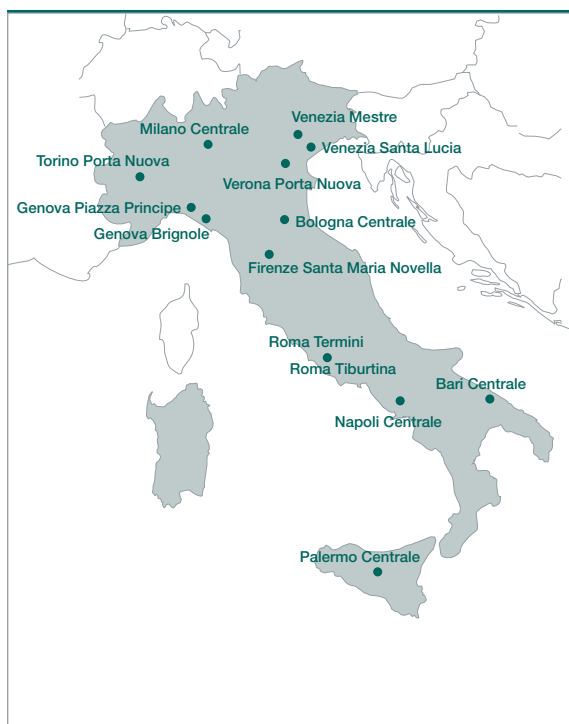 Venezia Mestre
Milano Centrale
Venezia Santa Lucia
Torino Porta Nuova
Verona Porta Nuova
Genova Piazza Principe
Bologna Centrale
Genova Brignole
Firenze Santa Maria Novella
Roma Termini
Roma Tiburtina
Bari Centrale
Napoli Centrale
Palermo Centrale